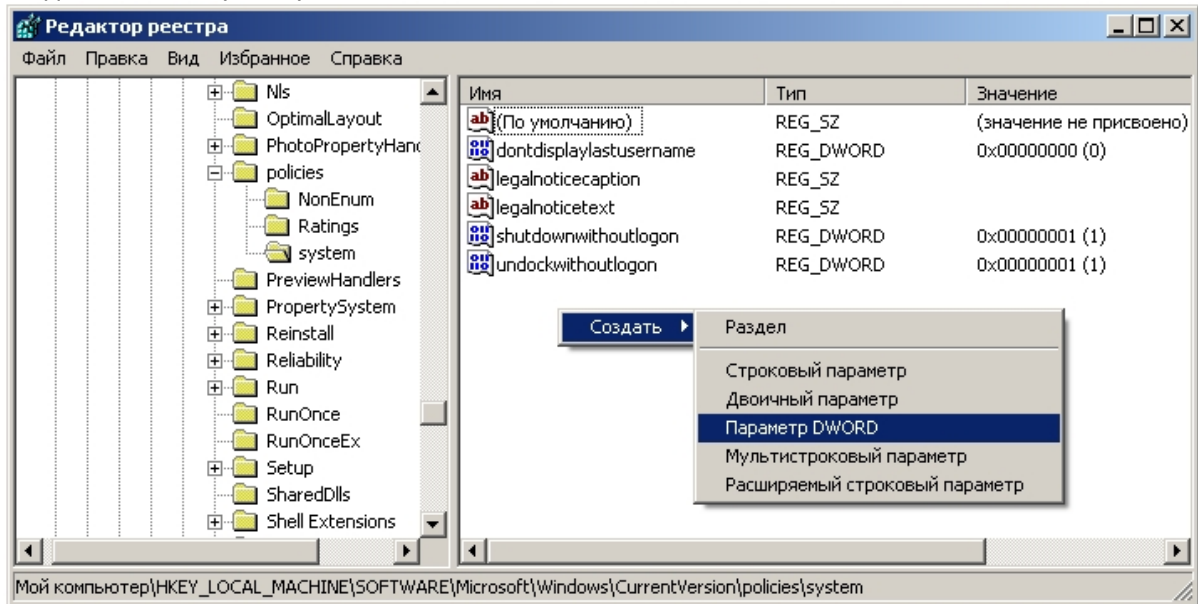 Редактор реестра
Файл Правка Вид Избранное Справка
Nls
OptimalLayout
PhotoPropertyHand
policies
NonEnum
Ratings
system
PreviewHandlers
PropertySystem
Reinstall
Reliability
Run
RunOnce
RunOnceEx
Setup
SharedDlls
Shell Extensions
Имя Тип Значение
(По умолчанию) REG_SZ (значение не присвоено)
dontdisplaylastusername REG_DWORD 0x00000000 (0)
legalnoticecaption REG_SZ
legalnoticetext REG_SZ
shutdownwithoutlogon REG_DWORD 0x00000001 (1)
undockwithoutlogon REG_DWORD 0x00000001 (1)
Создать
Раздел
Строковый параметр
Двоичный параметр
Параметр DWORD
Мультистроковый параметр
Расширяемый строковый параметр
Мой компьютер\HKEY_LOCAL_MACHINE\SOFTWARE\Microsoft\Windows\CurrentVersion\policies\system